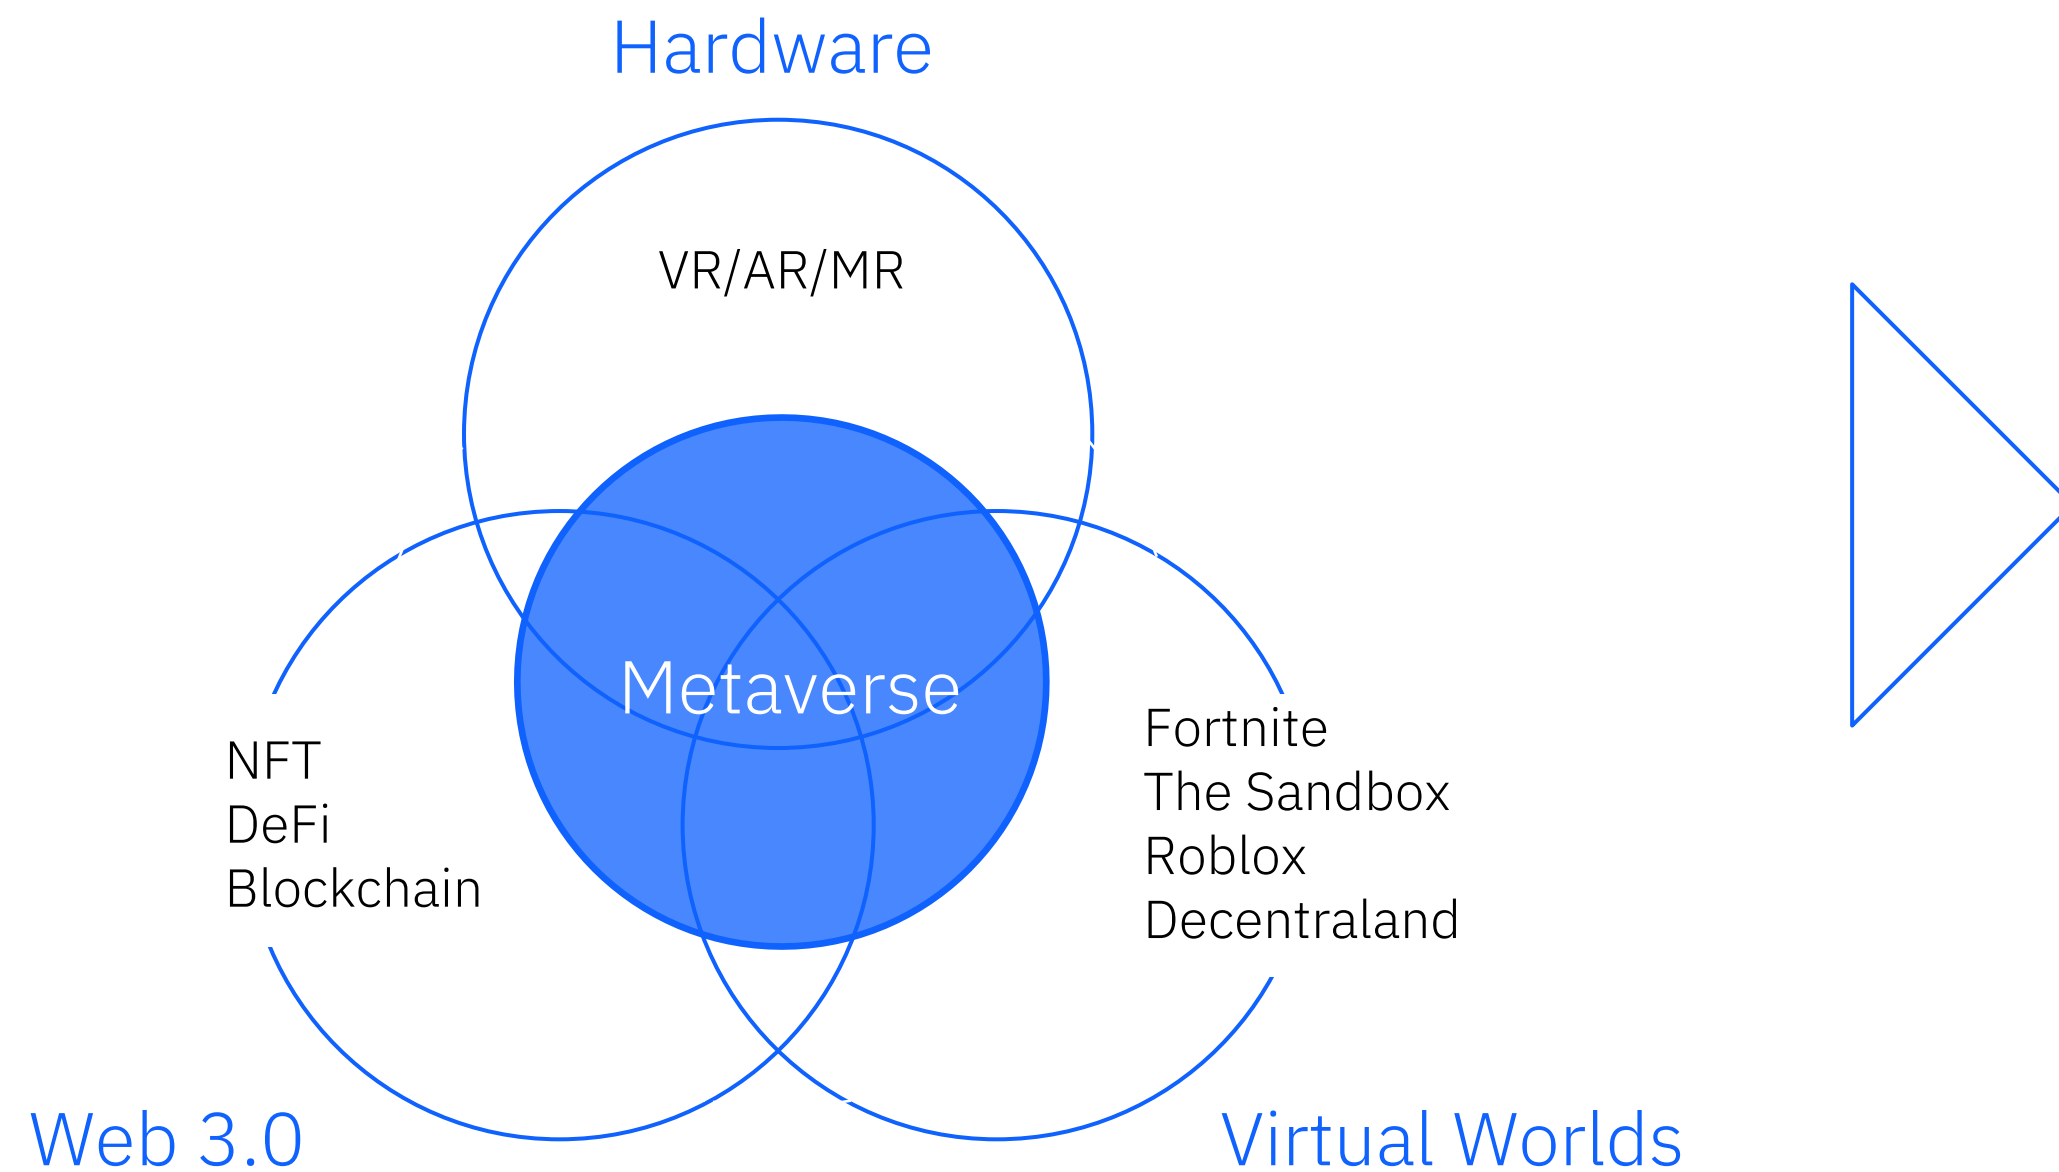 Hardware
VR/AR/MR
Metaverse
NFT
DeFi
Blockchain
Fortnite
The Sandbox
Roblox
Decentraland
Web 3.0
Virtual Worlds